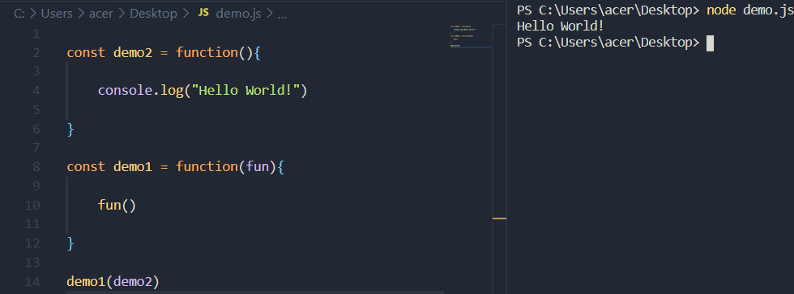 C: > Users > acer > Desktop > JS demo.js > ...
1
2 const demo2 = function(){
3
4 console.log("Hello World!")
5
6 }
7
8 const demo1 = function(fun){
9
10 fun()
11
12 }
13
14 demo1(demo2)
PS C:\Users\acer\Desktop> node demo.js
Hello World!
PS C:\Users\acer\Desktop>